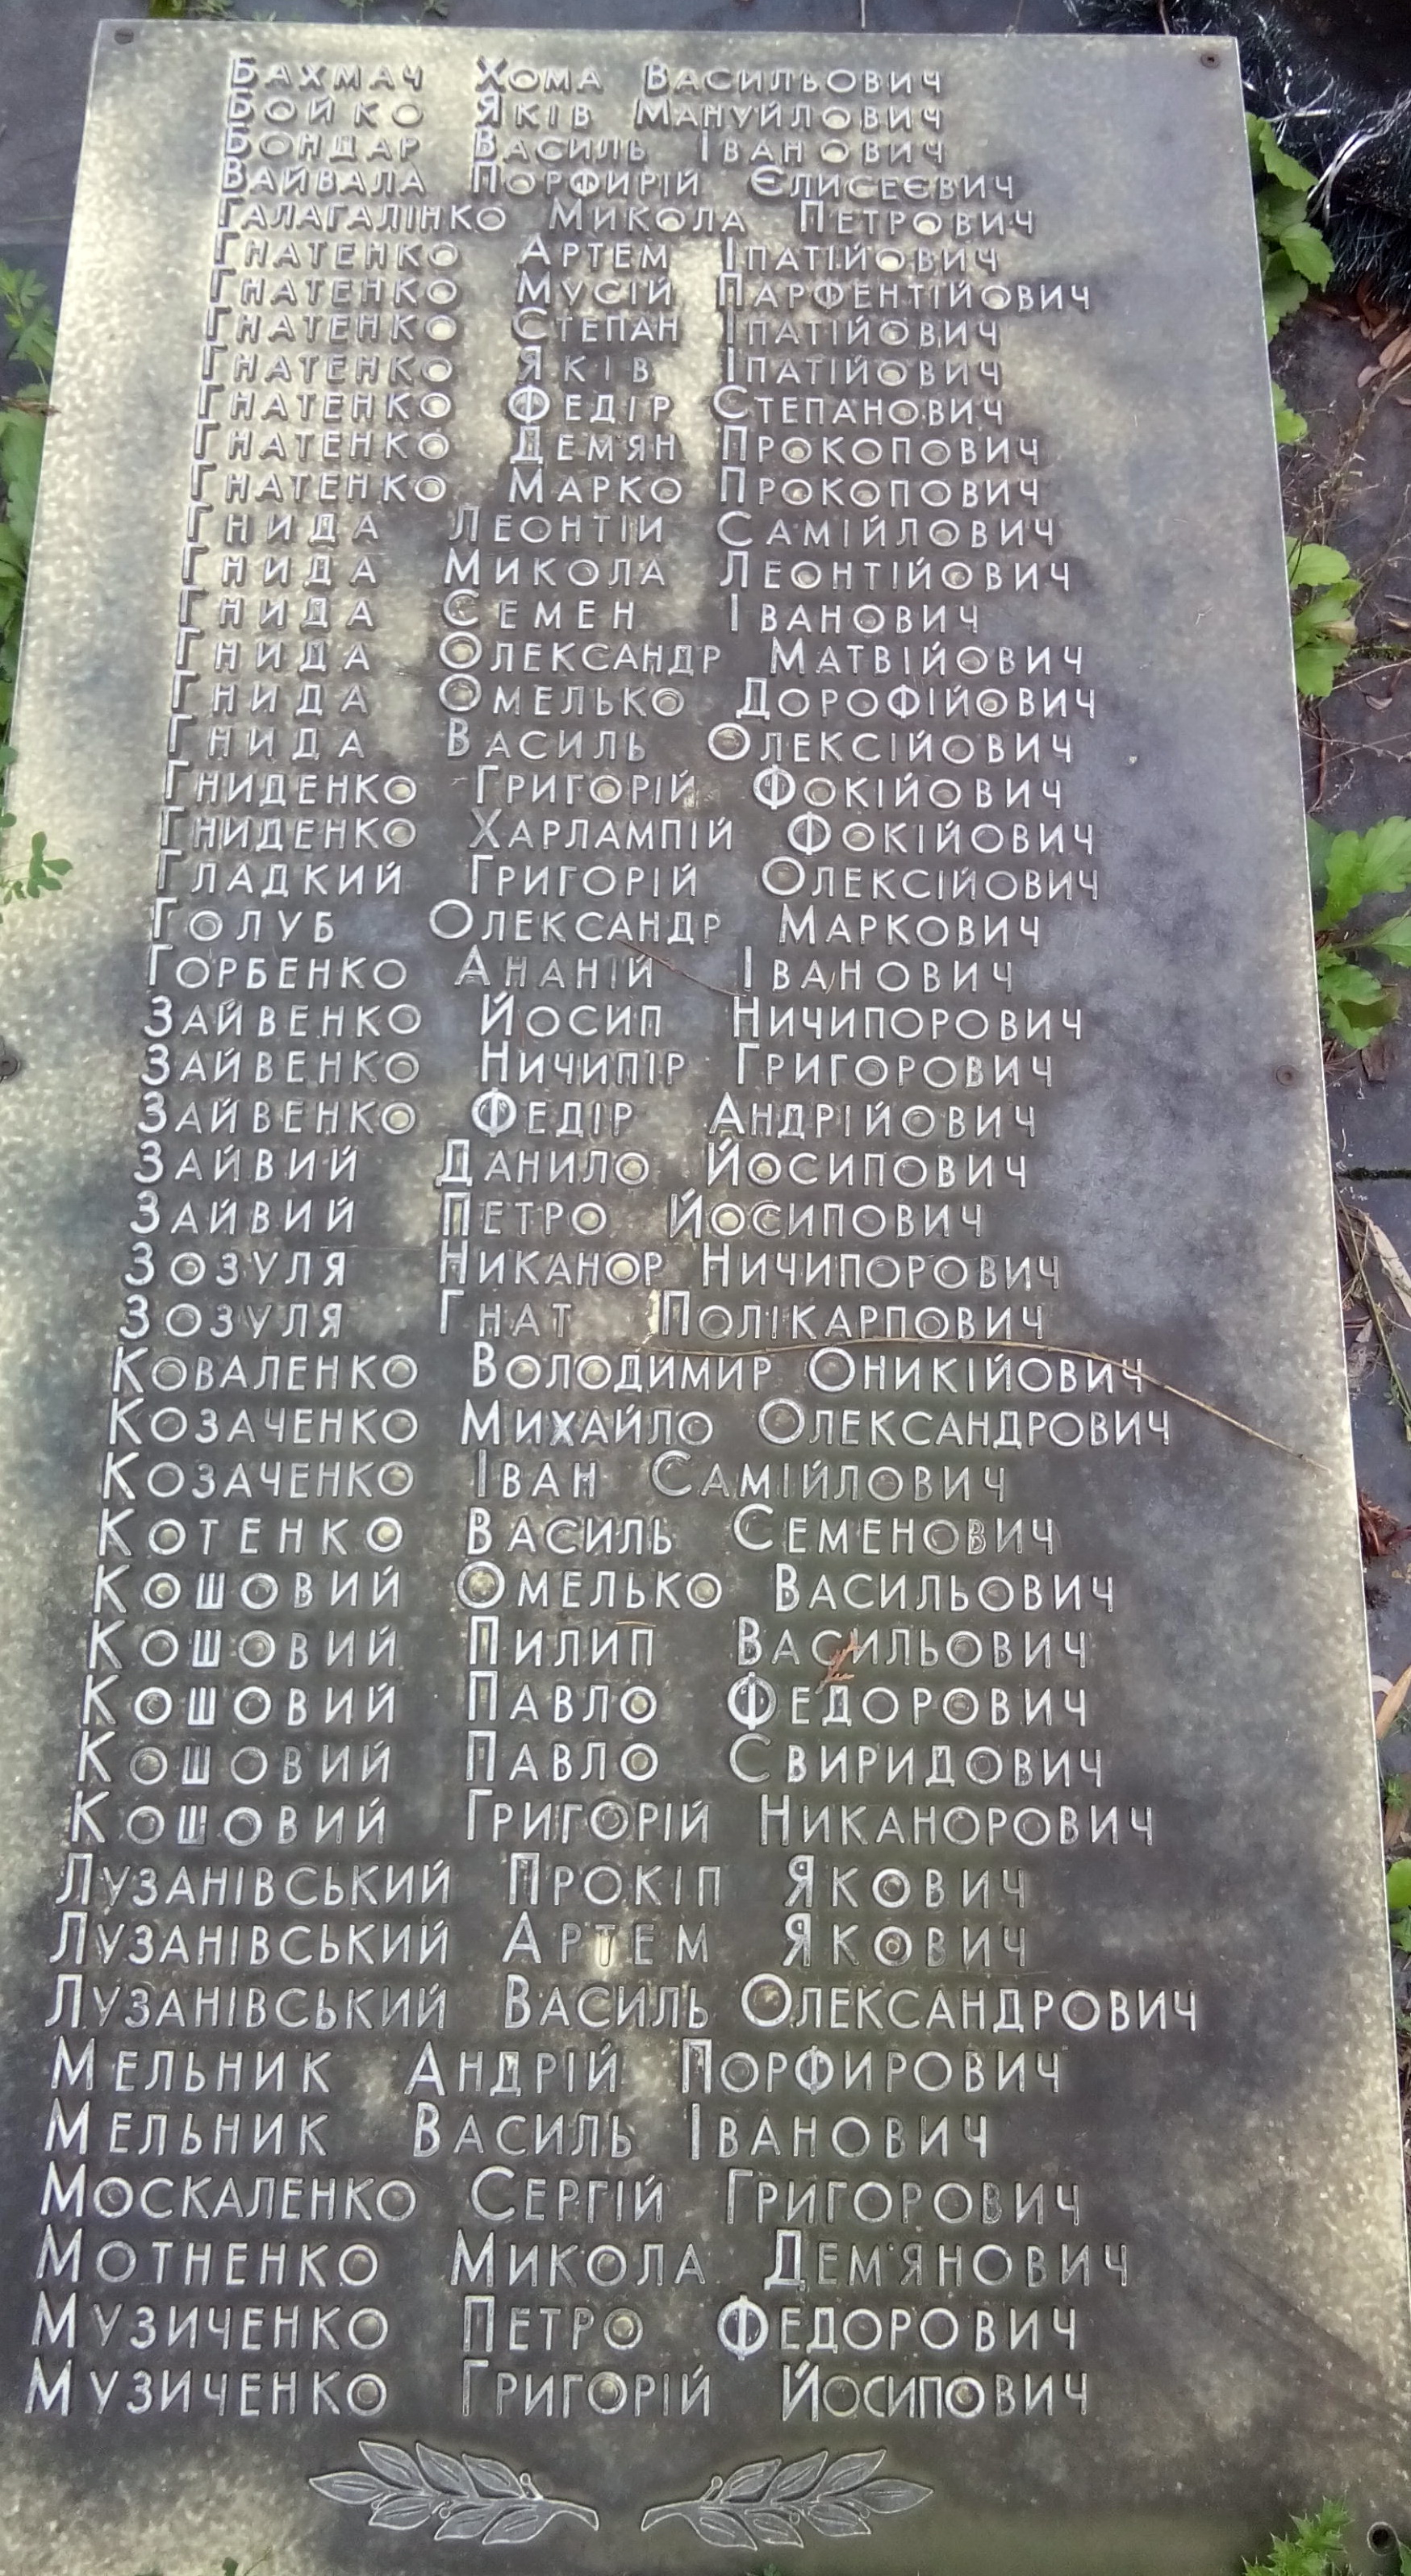 Бахмач Хома Васильович
Бойко Яків Мануйлович
Бондар Василь Іванович
Вайвала Порфирій Єлисеєвич
Галагалінко Микола Петрович
Гнатенко Артем Іпатійович
Гнатенко Мусій Парфентійович
Гнатенко Степан Іпатійович
Гнатенко Яків Іпатійович
Гнатенко Федір Степанович
Гнатенко Демян Прокопович
Гнатенко Марко Прокопович
Гнида Леонтій Самійлович
Гнида Микола Леонтійович
Гнида Семен Іванович
Гнида Олександр Матвійович
Гнида Омелько Дорофійович
Гнида Василь Олексійович
Гниденко Григорій Фокійович
Гниденко Харлампій Фокійович
Гладкий Григорій Олексійович
Голуб Олександр Маркович
Горбенко Ананій Іванович
Зайвенко Йосип Ничипорович
Зайвенко Ничипір Григорович
Зайвенко Федір Андрійович
Зайвий Данило Йосипович
Зайвий Петро Йосипович
Зозуля Никанор Ничипорович
Зозуля Гнат Полікарпович
Коваленко Володимир Оникійович
Козаченко Михайло Олександрович
Козаченко Іван Самійлович
Котенко Василь Семенович
Кошовий Омелько Васильович
Кошовий Пилип Васильович
Кошовий Павло Федорович
Кошовий Павло Свиридович
Кошовий Григорій Никанорович
Лузанівський Прокіп Якович
Лузанівський Артем Якович
Лузанівський Василь Олександрович
Мельник Андрій Порфирович
Мельник Василь Іванович
Москаленко Сергій Григорович
Мотненко Микола Дем'янович
Музиченко Петро Федорович
Музиченко Григорій Йосипович